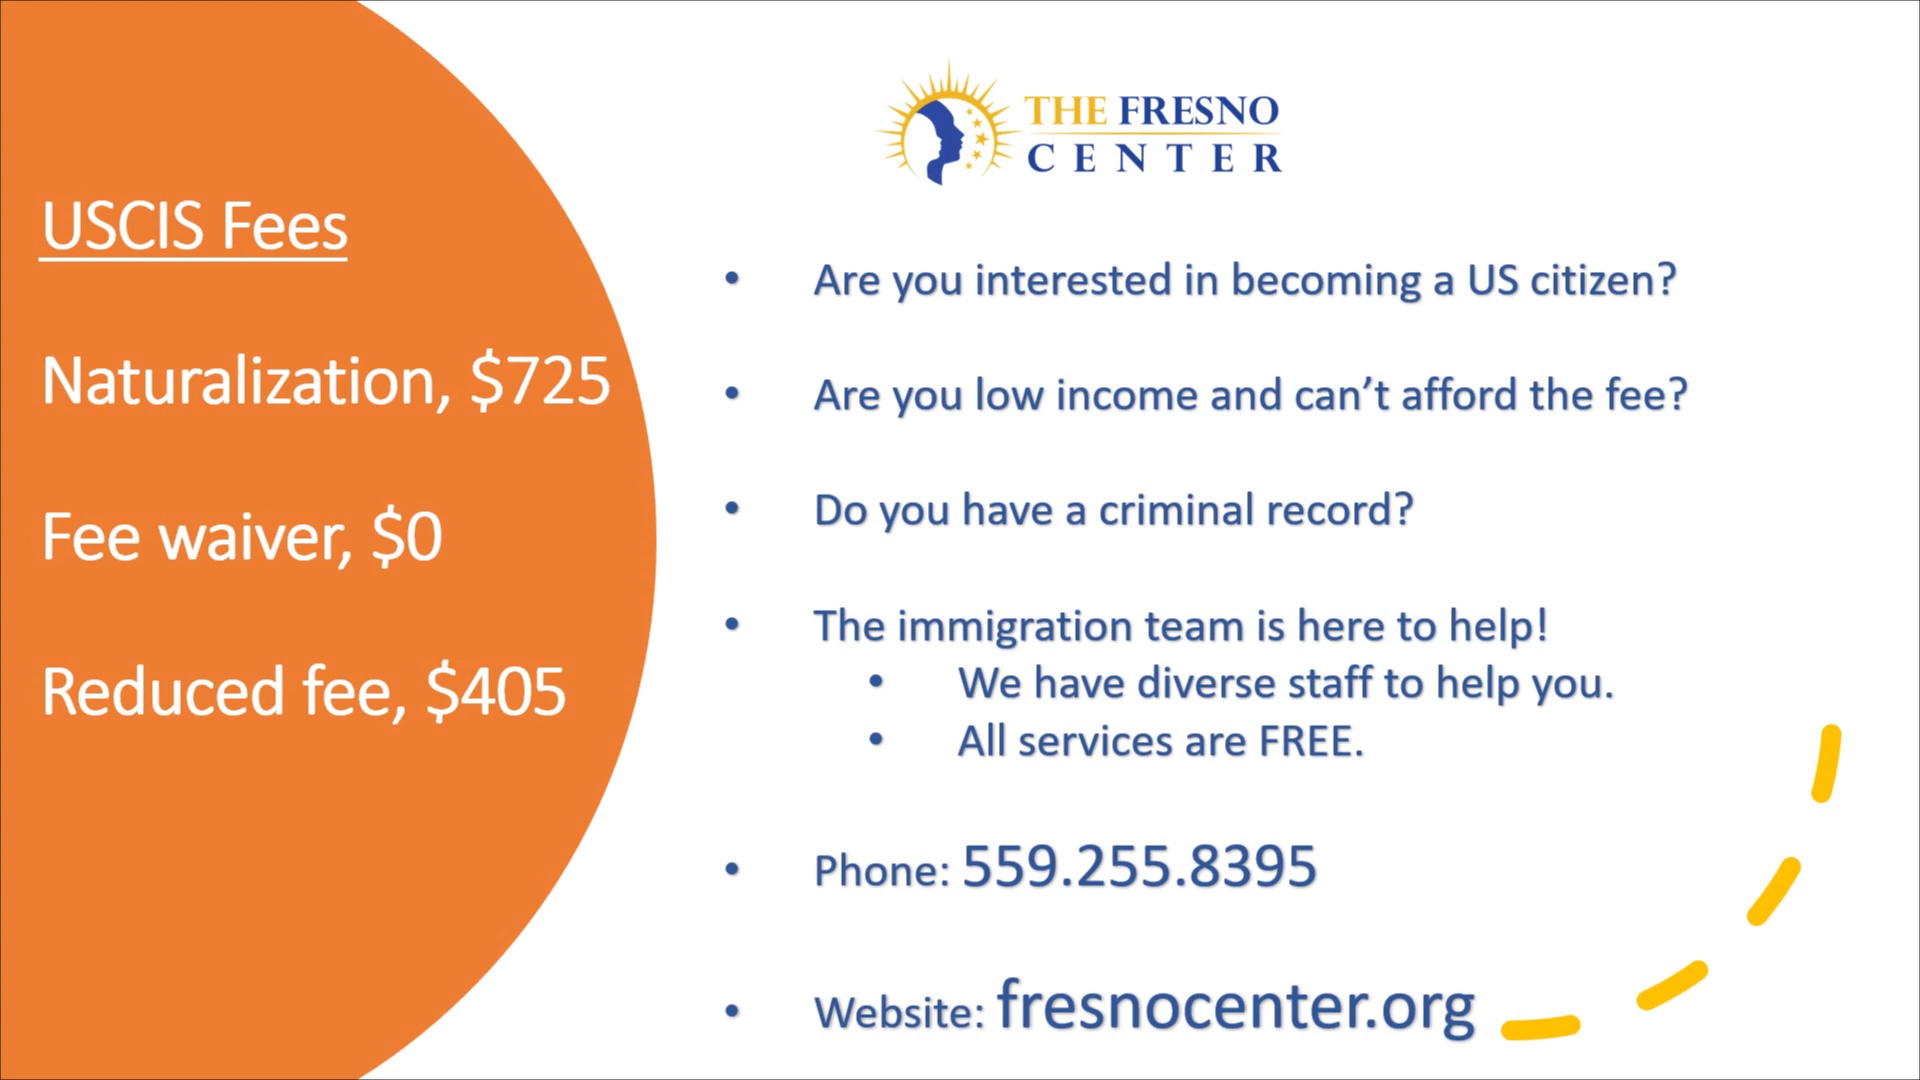 USCIS Fees
Naturalization, $725
Fee waiver, $0
Reduced fee, $405
THE FRESNO
CENTER
• Are you interested in becoming a US citizen?
• Are you low income and can’t afford the fee?
• Do you have a criminal record?
• The immigration team is here to help!
• We have diverse staff to help you.
• All services are FREE.
• Phone: 559.255.8395
• Website: fresnocenter.org